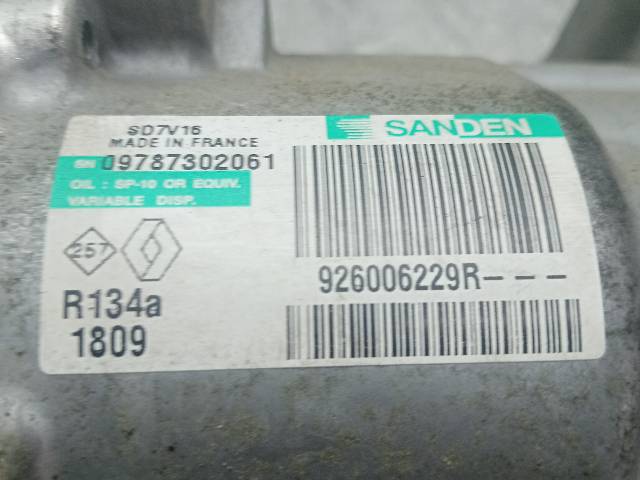 SD7V16
MADE IN FRANCE
SANDEN
SN 09787302061
OIL : SP-10 OR EQUIV.
VARIABLE DISP.
257
926006229R---
R134a
1809